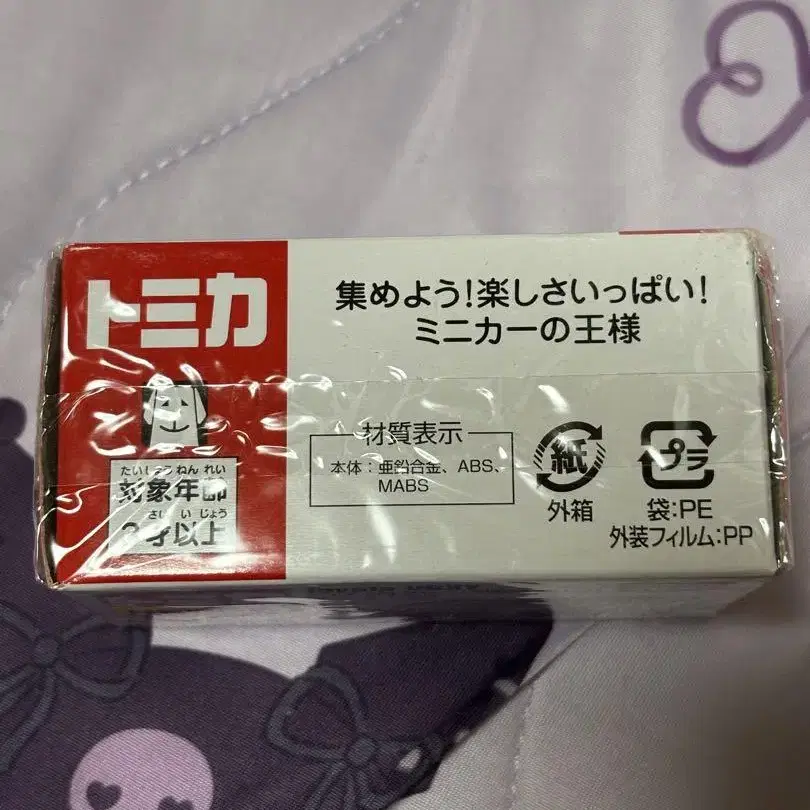 トミカ
集めよう!楽しさいっぱい!
ミニカーの王様
たいしょうねんれい
対象年齢
さいいじょう
3才以上
材質表示
本体:亜鉛合金、ABS、
MABS
紙
外箱
プラ
袋:PE
外装フィルム:PP